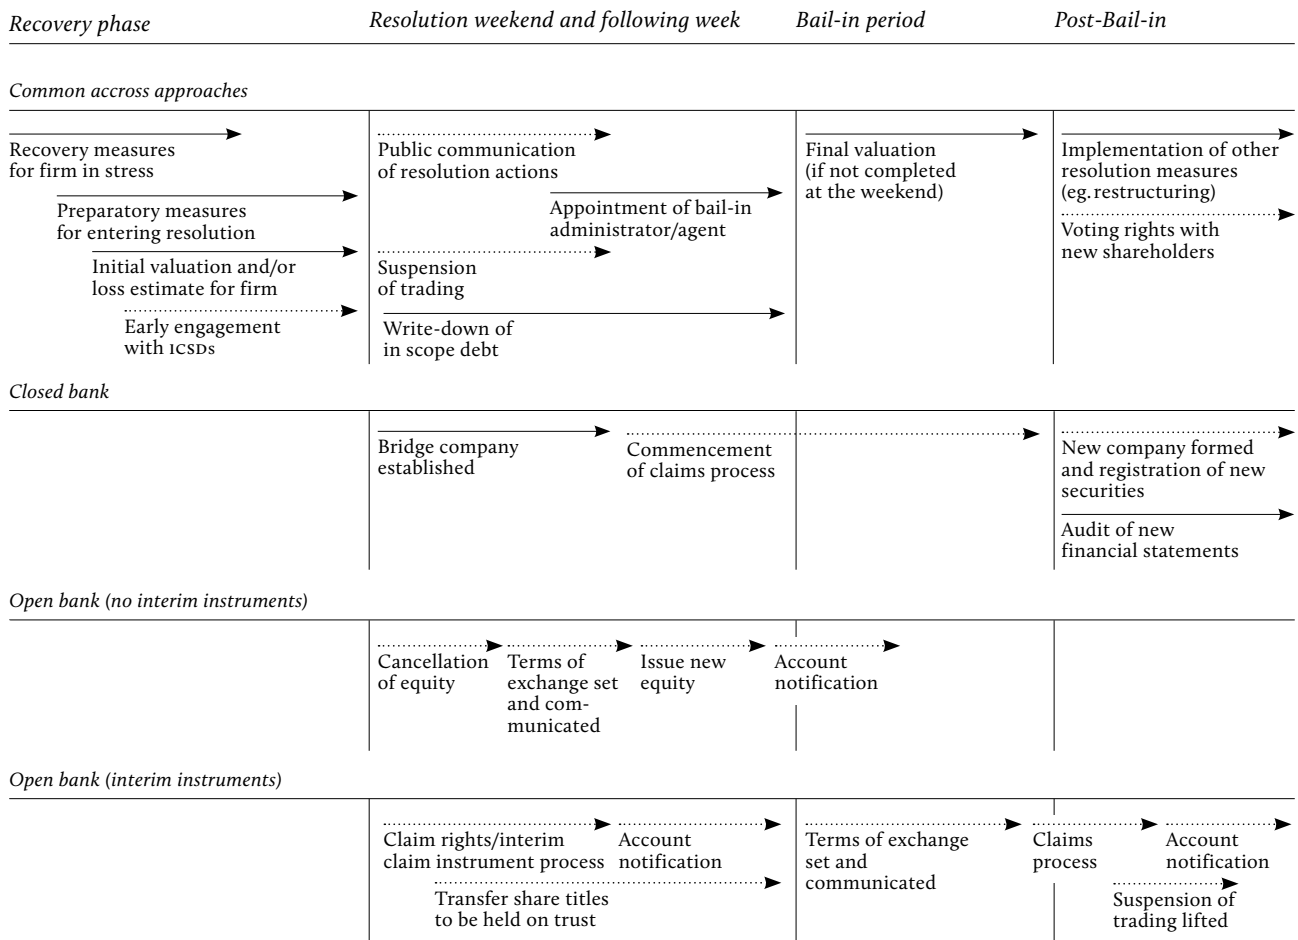 Recovery phase
Resolution weekend and following week
Bail-in period
Post-Bail-in
Common accross approaches
Recovery measures
for firm in stress
Preparatory measures
for entering resolution
Initial valuation and/or
loss estimate for firm
Early engagement
with ICSDs
Public communication
of resolution actions
Appointment of bail-in
administrator/agent
Suspension
of trading
Write-down of
in scope debt
Final valuation
(if not completed
at the weekend)
Implementation of other
resolution measures
(eg. restructuring)
Voting rights with
new shareholders
Closed bank
Bridge company
established
Commencement
of claims process
New company formed
and registration of new
securities
Audit of new
financial statements
Open bank (no interim instruments)
Cancellation
of equity
Terms of
exchange set
and com-
municated
Issue new
equity
Account
notification
Open bank (interim instruments)
Claim rights/interim
claim instrument process
Account
notification
Transfer share titles
to be held on trust
Terms of exchange
set and
communicated
Claims
process
Account
notification
Suspension of
trading lifted